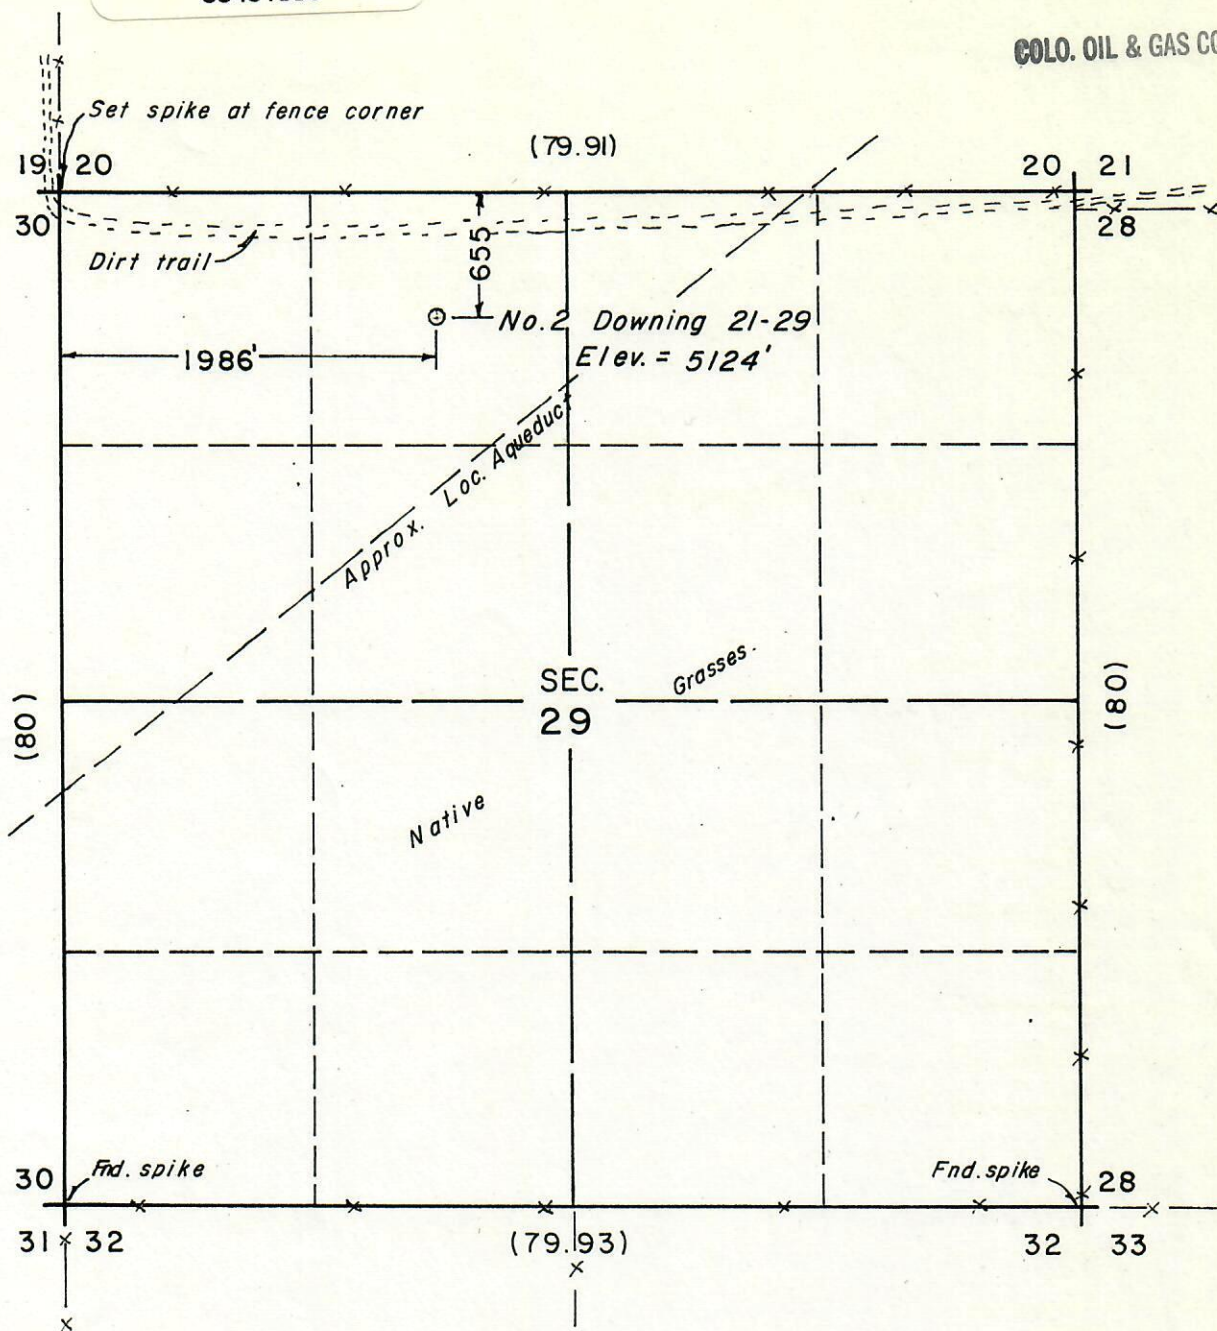 COLO. OIL & GAS
Set spike at fence corner
(79.91)
19 20
20 21
30
28
Dirt trail
655
No.2 Downing 21-29
1986'
Elev. = 5124'
Approx. Loc. Aqueduct
SEC.
29
Grasses.
(80)
(80)
Native
30
Fnd. spike
Fnd. spike
28
31 32
(79.93)
32 33